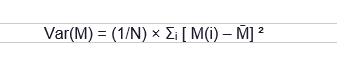 Var(M) = (1/N) × Σᵢ [ M(i) – M̄] ²